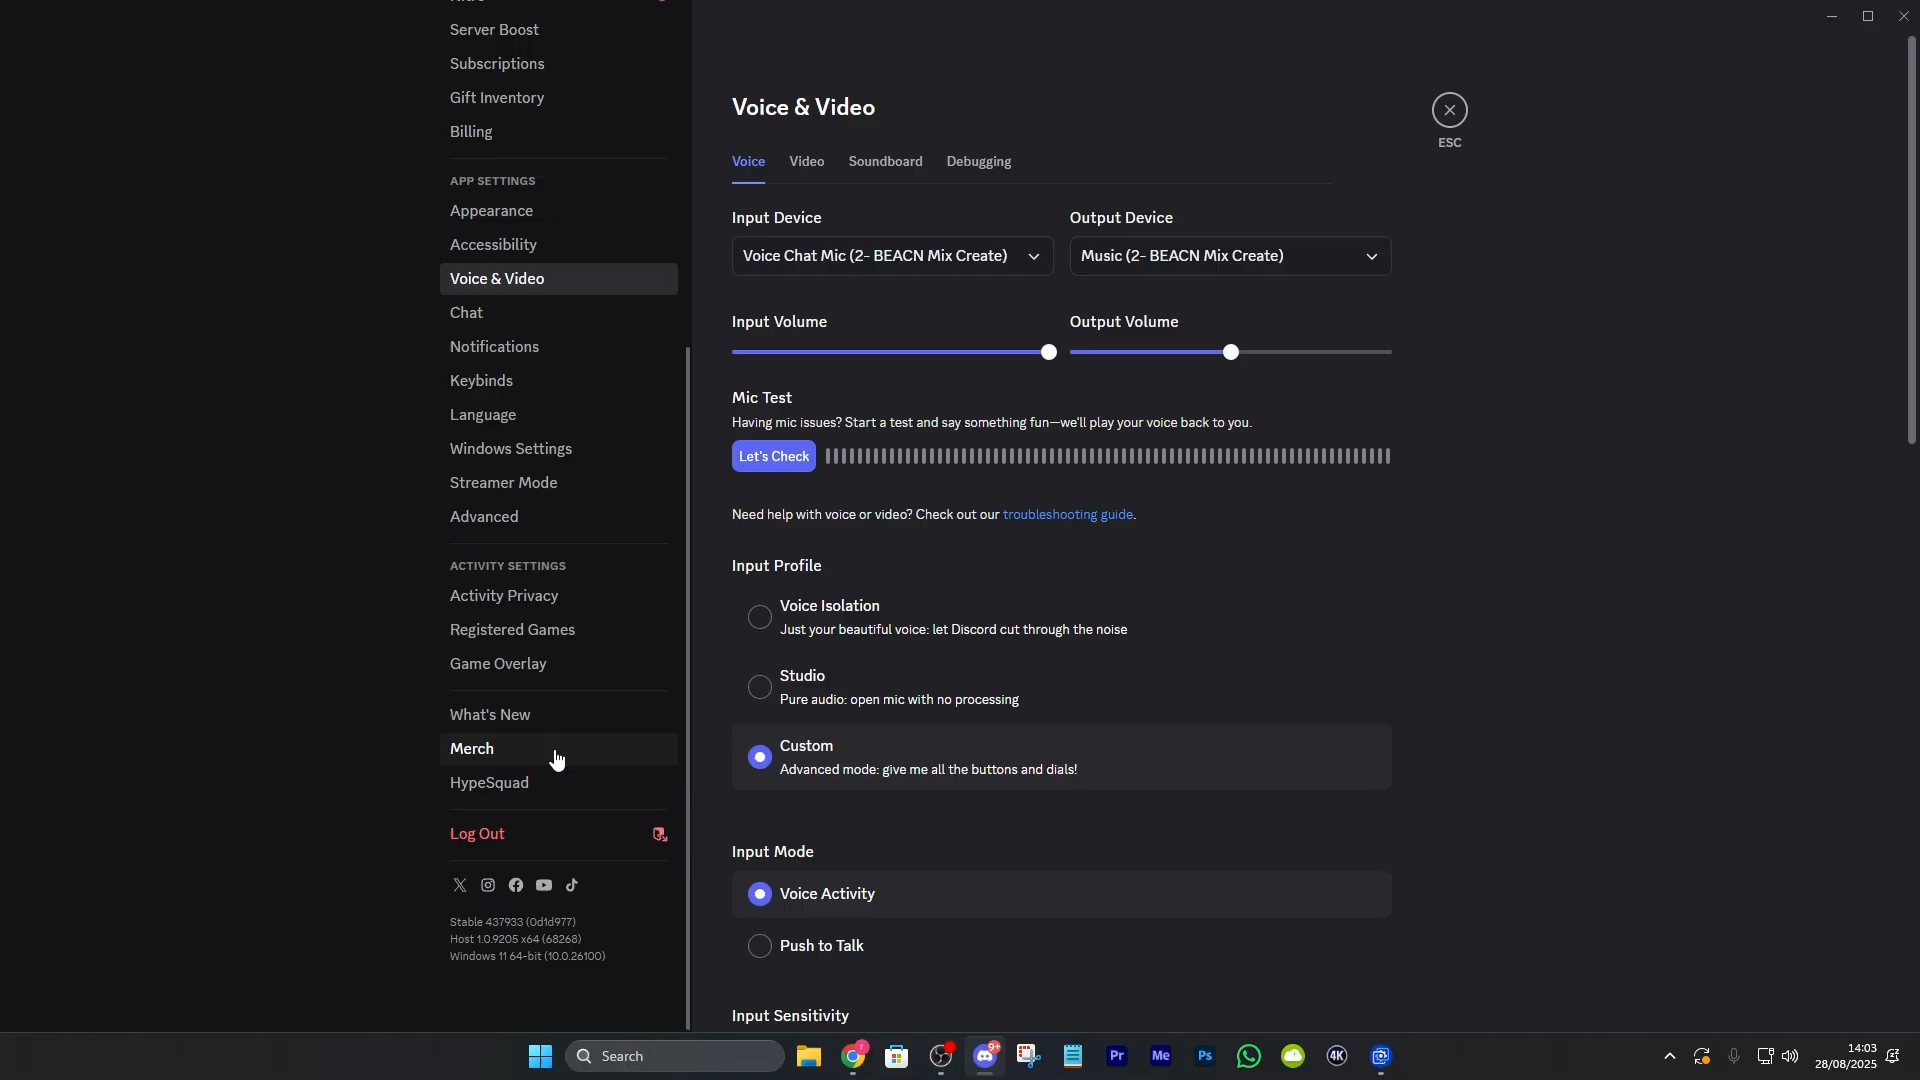 Server Boost
Subscriptions
Gift Inventory
Billing
APP SETTINGS
Appearance
Accessibility
Voice & Video
Chat
Notifications
Keybinds
Language
Windows Settings
Streamer Mode
Advanced
ACTIVITY SETTINGS
Activity Privacy
Registered Games
Game Overlay
What's New
Merch
HypeSquad
Log Out
Stable 437933 (0d1d977)
Host 1.0.9205 x64 (68268)
Windows 11 64-bit (10.0.26100)
Voice & Video
ESC
Voice Video Soundboard Debugging
Input Device Output Device
Voice Chat Mic (2- BEACN Mix Create) Music (2- BEACN Mix Create)
Input Volume Output Volume
Mic Test
Having mic issues? Start a test and say something fun—we'll play your voice back to you.
Let's Check
Need help with voice or video? Check out our troubleshooting guide.
Input Profile
Voice Isolation
Just your beautiful voice: let Discord cut through the noise
Studio
Pure audio: open mic with no processing
Custom
Advanced mode: give me all the buttons and dials!
Input Mode
Voice Activity
Push to Talk
Input Sensitivity
Search
9+
Pr
Me
Ps
4K
14:03
28/08/2025